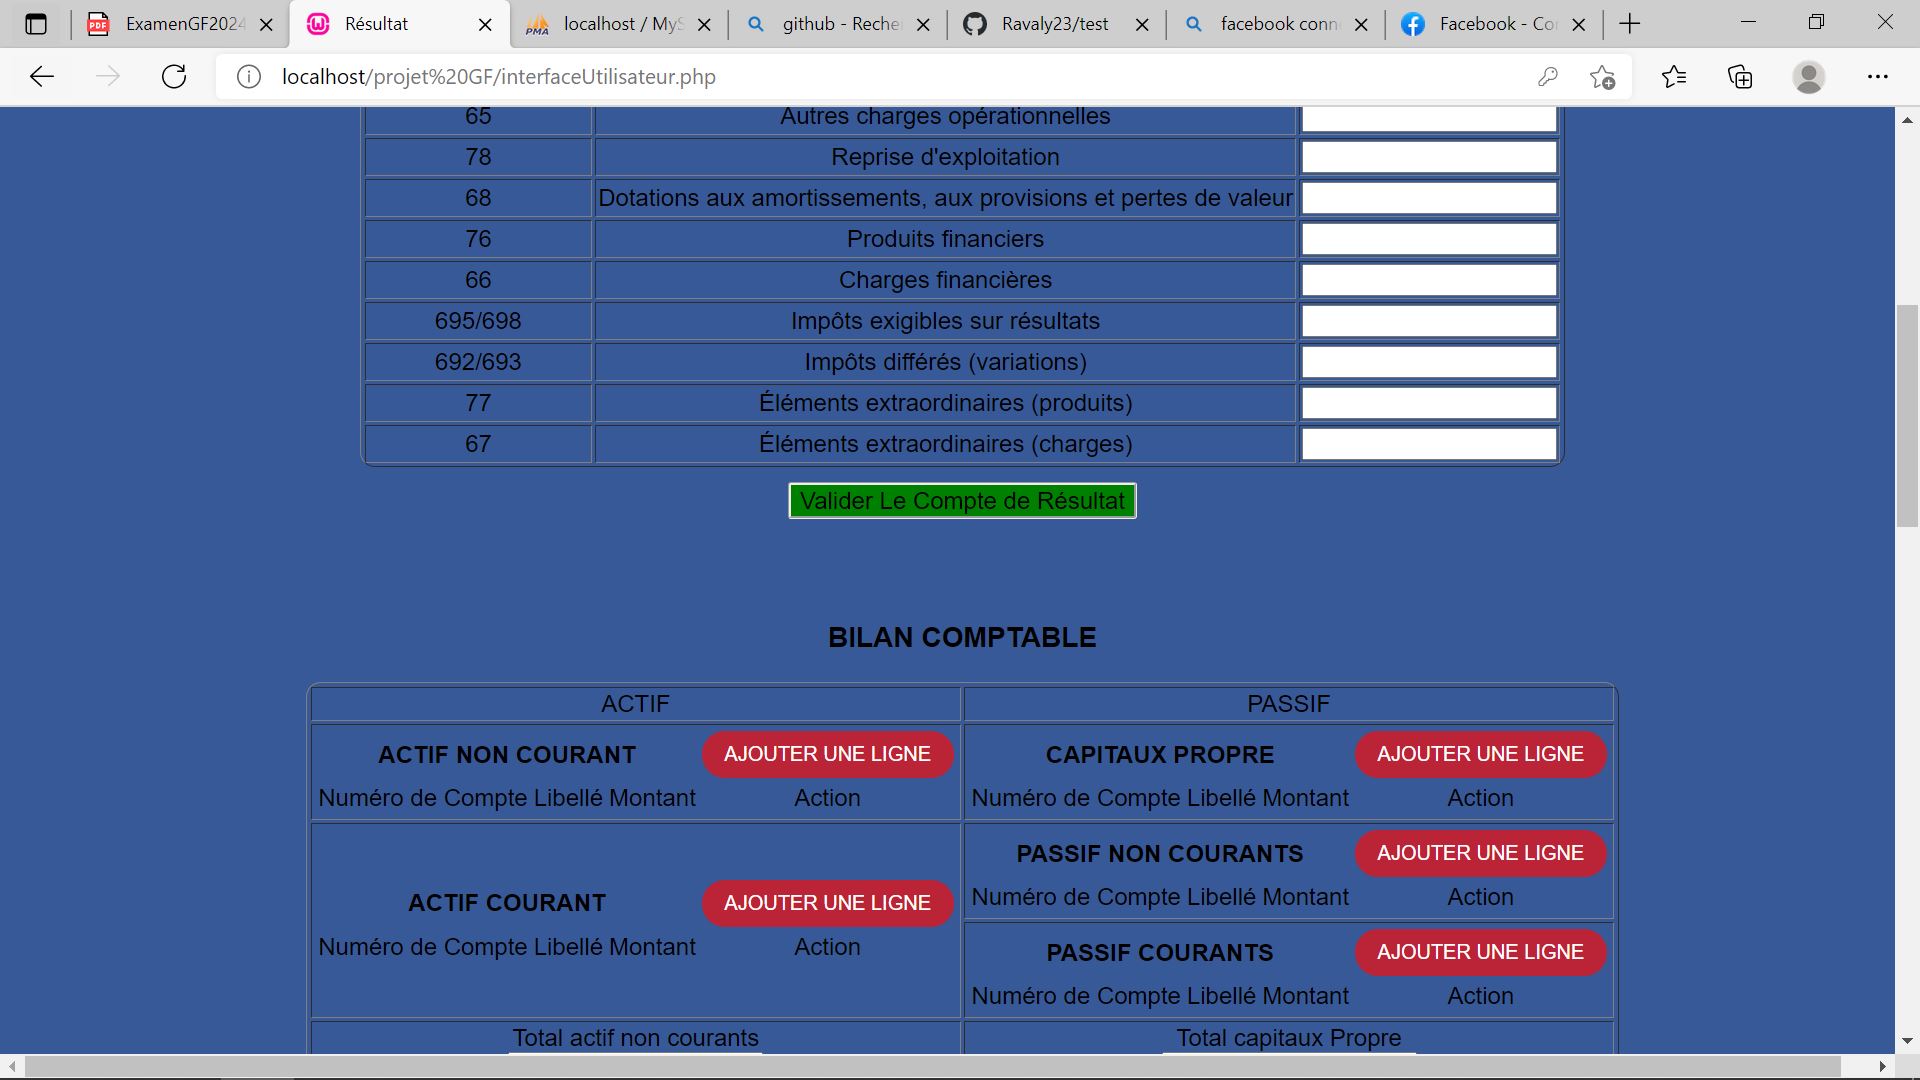 ExamenGF2024
Résultat
localhost / MyS
github - Reche
Ravaly23/test
facebook conn
Facebook - Co
localhost/projet%20GF/interfaceUtilisateur.php
65 Autres charges opérationnelles
78 Reprise d'exploitation
68 Dotations aux amortissements, aux provisions et pertes de valeur
76 Produits financiers
66 Charges financières
695/698 Impôts exigibles sur résultats
692/693 Impôts différés (variations)
77 Éléments extraordinaires (produits)
67 Éléments extraordinaires (charges)
Valider Le Compte de Résultat
BILAN COMPTABLE
ACTIF PASSIF
ACTIF NON COURANT AJOUTER UNE LIGNE
Numéro de Compte Libellé Montant Action
CAPITAUX PROPRE AJOUTER UNE LIGNE
Numéro de Compte Libellé Montant Action
ACTIF COURANT AJOUTER UNE LIGNE
Numéro de Compte Libellé Montant Action
PASSIF NON COURANTS AJOUTER UNE LIGNE
Numéro de Compte Libellé Montant Action
PASSIF COURANTS AJOUTER UNE LIGNE
Numéro de Compte Libellé Montant Action
Total actif non courants Total capitaux Propre